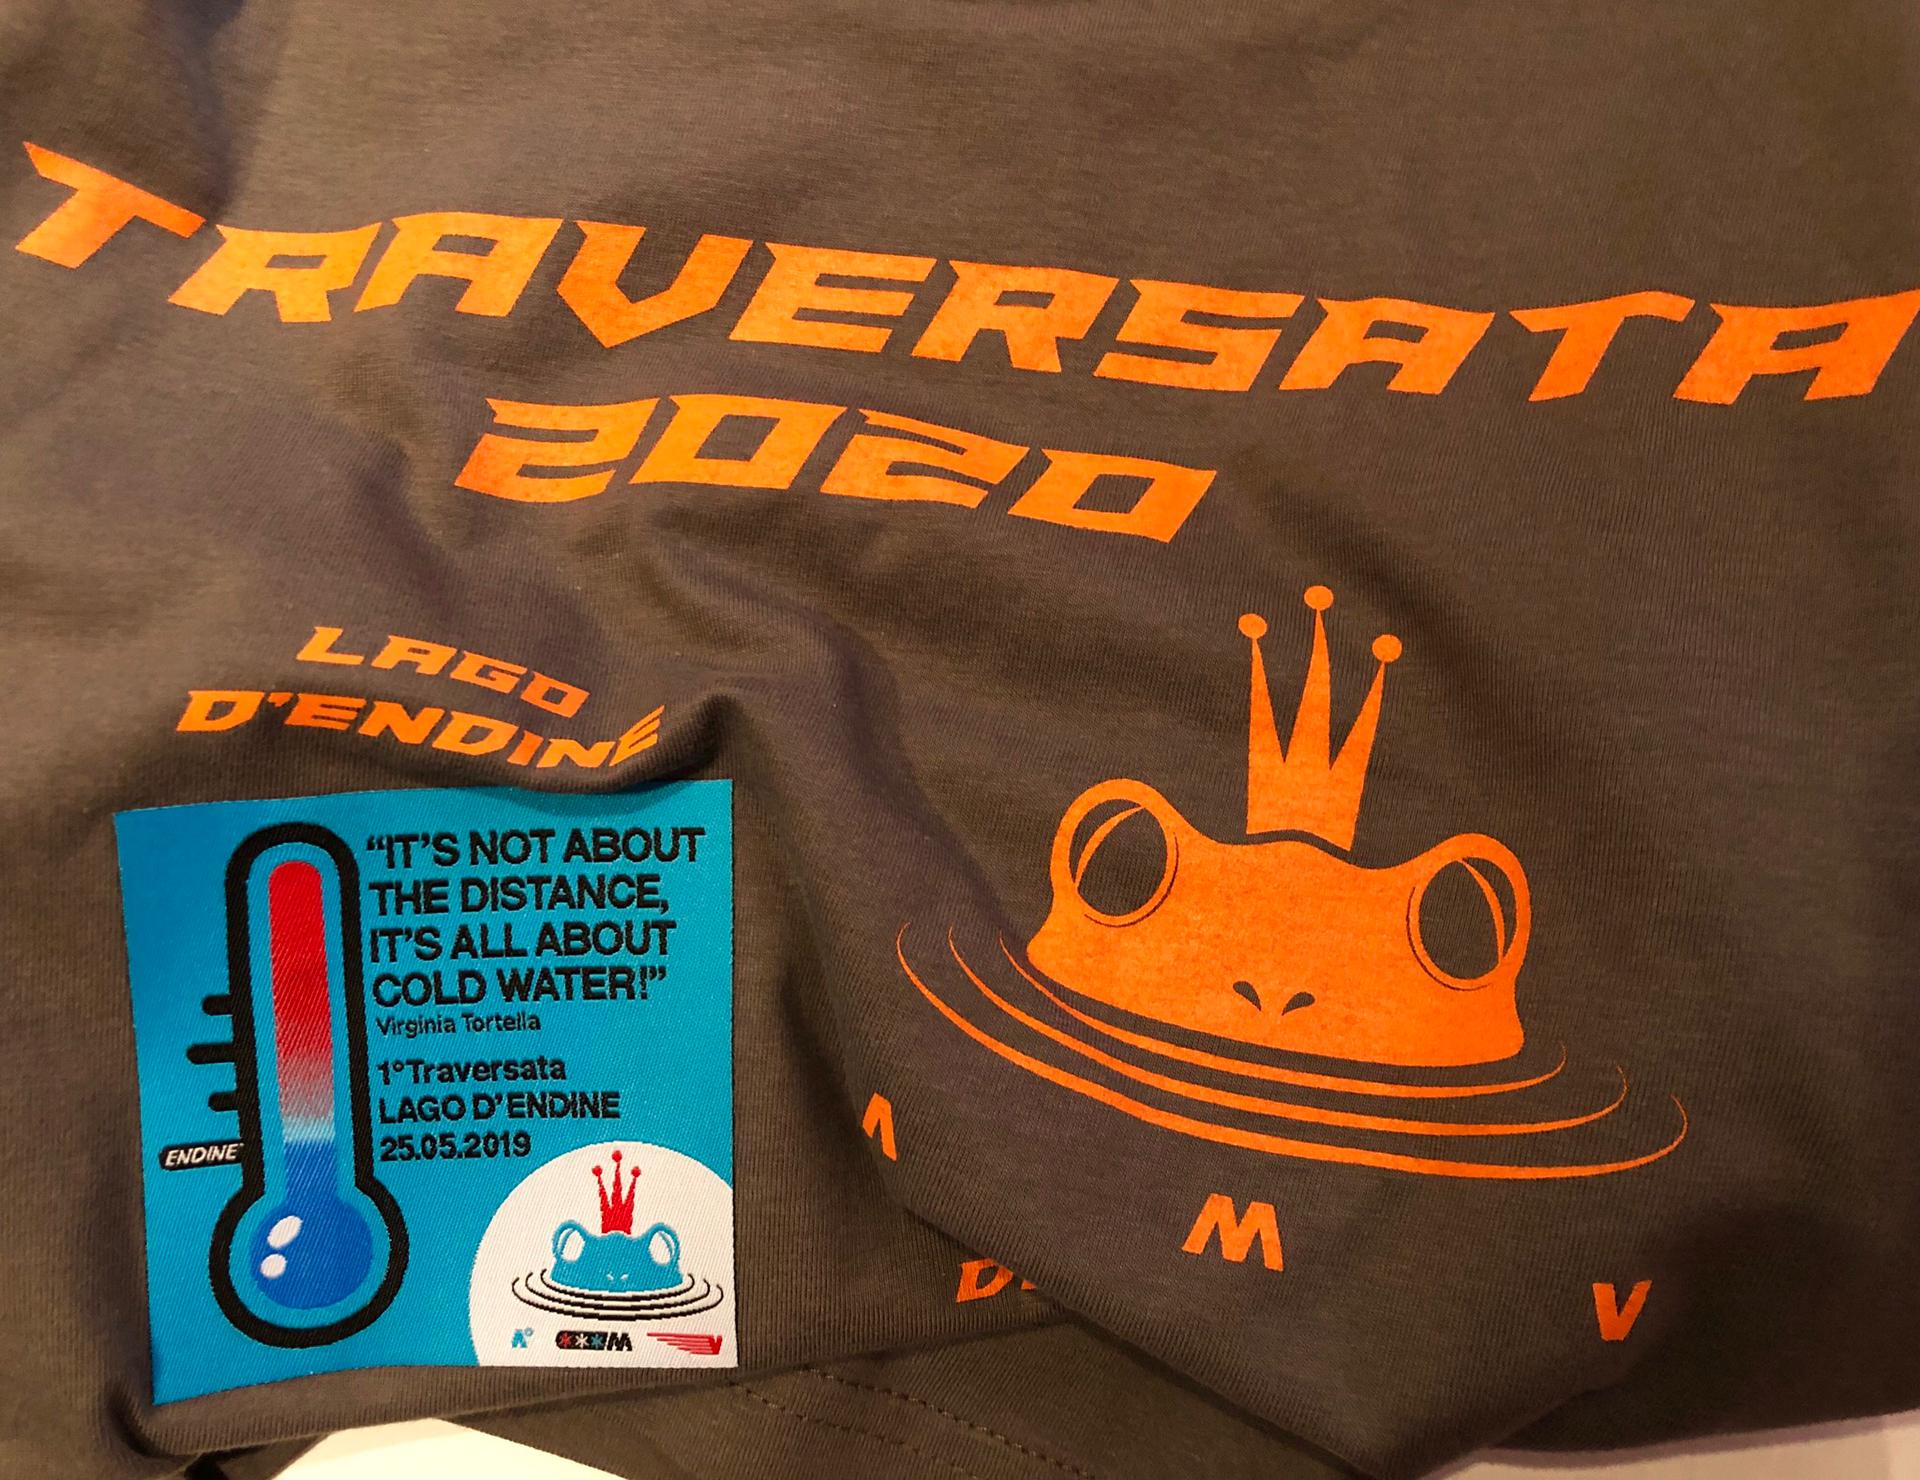 TRAVERSATA
2020
LAGO
D'ENDINE
“IT'S NOT ABOUT
THE DISTANCE,
IT'S ALL ABOUT
COLD WATER!”
Virginia Tortella
1°Traversata
LAGO D'ENDINE
25.05.2019
ENDINE
A°
***M
V
Λ
M
V